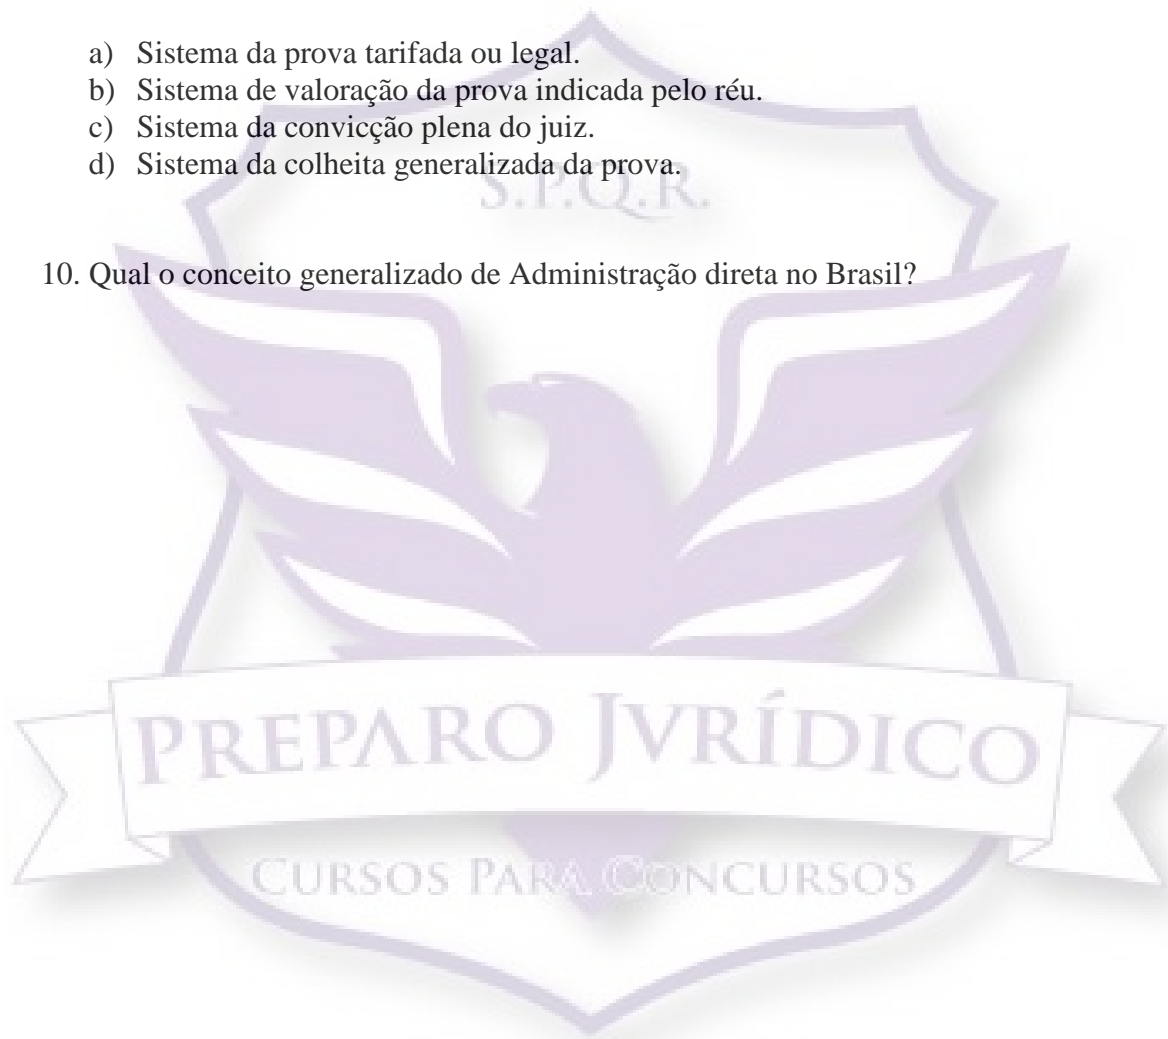 a) Sistema da prova tarifada ou legal.
b) Sistema de valoração da prova indicada pelo réu.
c) Sistema da convicção plena do juiz.
d) Sistema da colheita generalizada da prova.
S.P.Q.R.
10. Qual o conceito generalizado de Administração direta no Brasil?
PREPARO JVRÍDICO
CURSOS PARA CONCURSOS